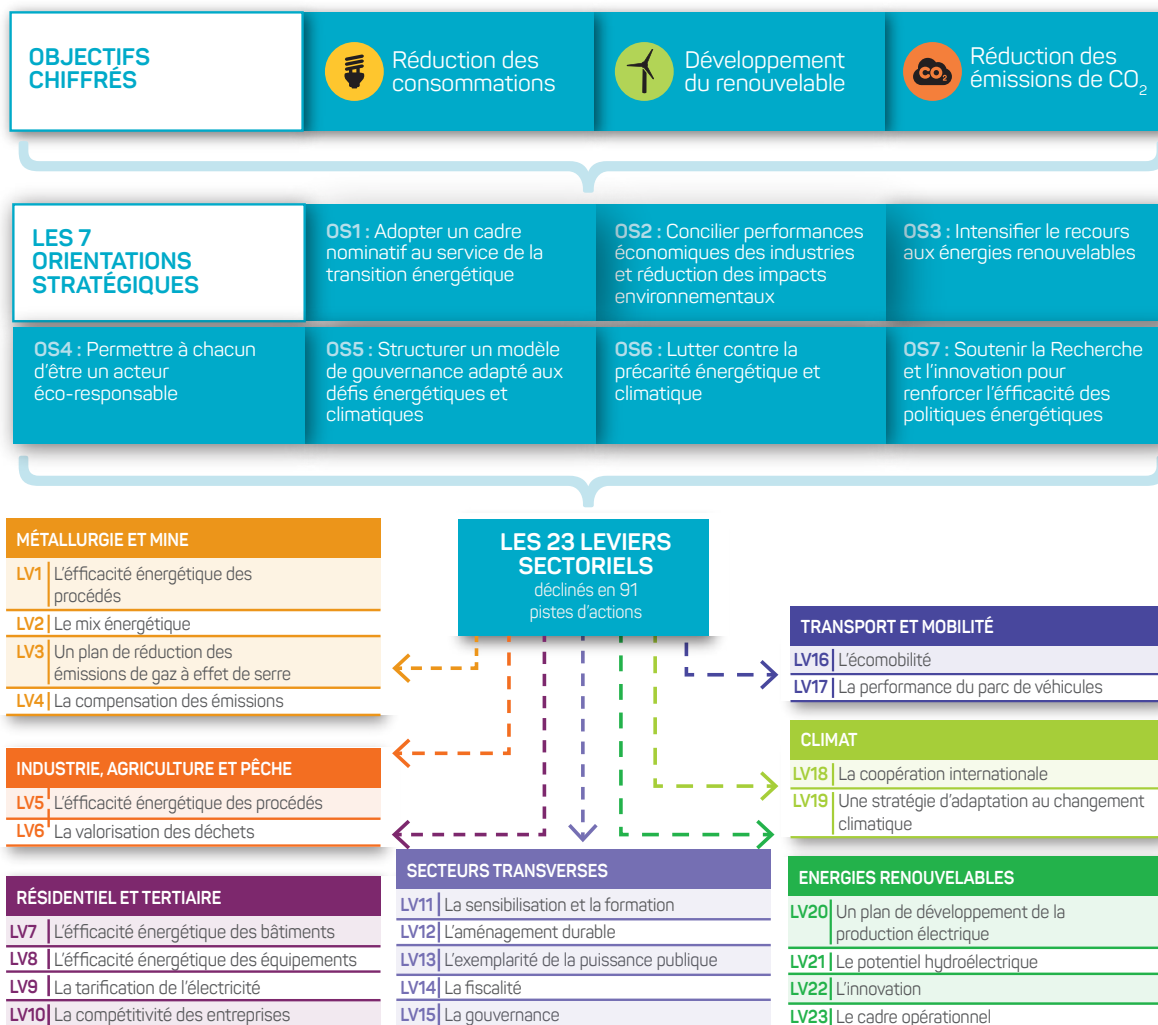 OBJECTIFS
CHIFFRÉS
Réduction des
consommations
Développement
du renouvelable
CO2
Réduction des
émissions de CO2
LES 7
ORIENTATIONS
STRATÉGIQUES
OS1 : Adopter un cadre
nominatif au service de la
transition énergétique
OS2 : Concilier performances
économiques des industries
et réduction des impacts
environnementaux
OS3 : Intensifier le recours
aux énergies renouvelables
OS4 : Permettre à chacun
d'être un acteur
éco-responsable
OS5 : Structurer un modèle
de gouvernance adapté aux
défis énergétiques et
climatiques
OS6 : Lutter contre la
précarité énergétique et
climatique
OS7 : Soutenir la Recherche
et l'innovation pour
renforcer l'éfficacité des
politiques énergétiques
LES 23 LEVIERS
SECTORIELS
déclinés en 91
pistes d'actions
MÉTALLURGIE ET MINE
LV1 L'éfficacité énergétique des
procédés
LV2 Le mix énergétique
LV3 Un plan de réduction des
émissions de gaz à effet de serre
LV4 La compensation des émissions
INDUSTRIE, AGRICULTURE ET PÊCHE
LV5 L'éfficacité énergétique des procédés
LV6 La valorisation des déchets
RÉSIDENTIEL ET TERTIAIRE
LV7 L'éfficacité énergétique des bâtiments
LV8 L'éfficacité énergétique des équipements
LV9 La tarification de l'électricité
LV10 La compétitivité des entreprises
SECTEURS TRANSVERSES
LV11 La sensibilisation et la formation
LV12 L'aménagement durable
LV13 L'exemplarité de la puissance publique
LV14 La fiscalité
LV15 La gouvernance
TRANSPORT ET MOBILITÉ
LV16 L'écomobilité
LV17 La performance du parc de véhicules
CLIMAT
LV18 La coopération internationale
LV19 Une stratégie d'adaptation au changement
climatique
ENERGIES RENOUVELABLES
LV20 Un plan de développement de la
production électrique
LV21 Le potentiel hydroélectrique
LV22 L'innovation
LV23 Le cadre opérationnel